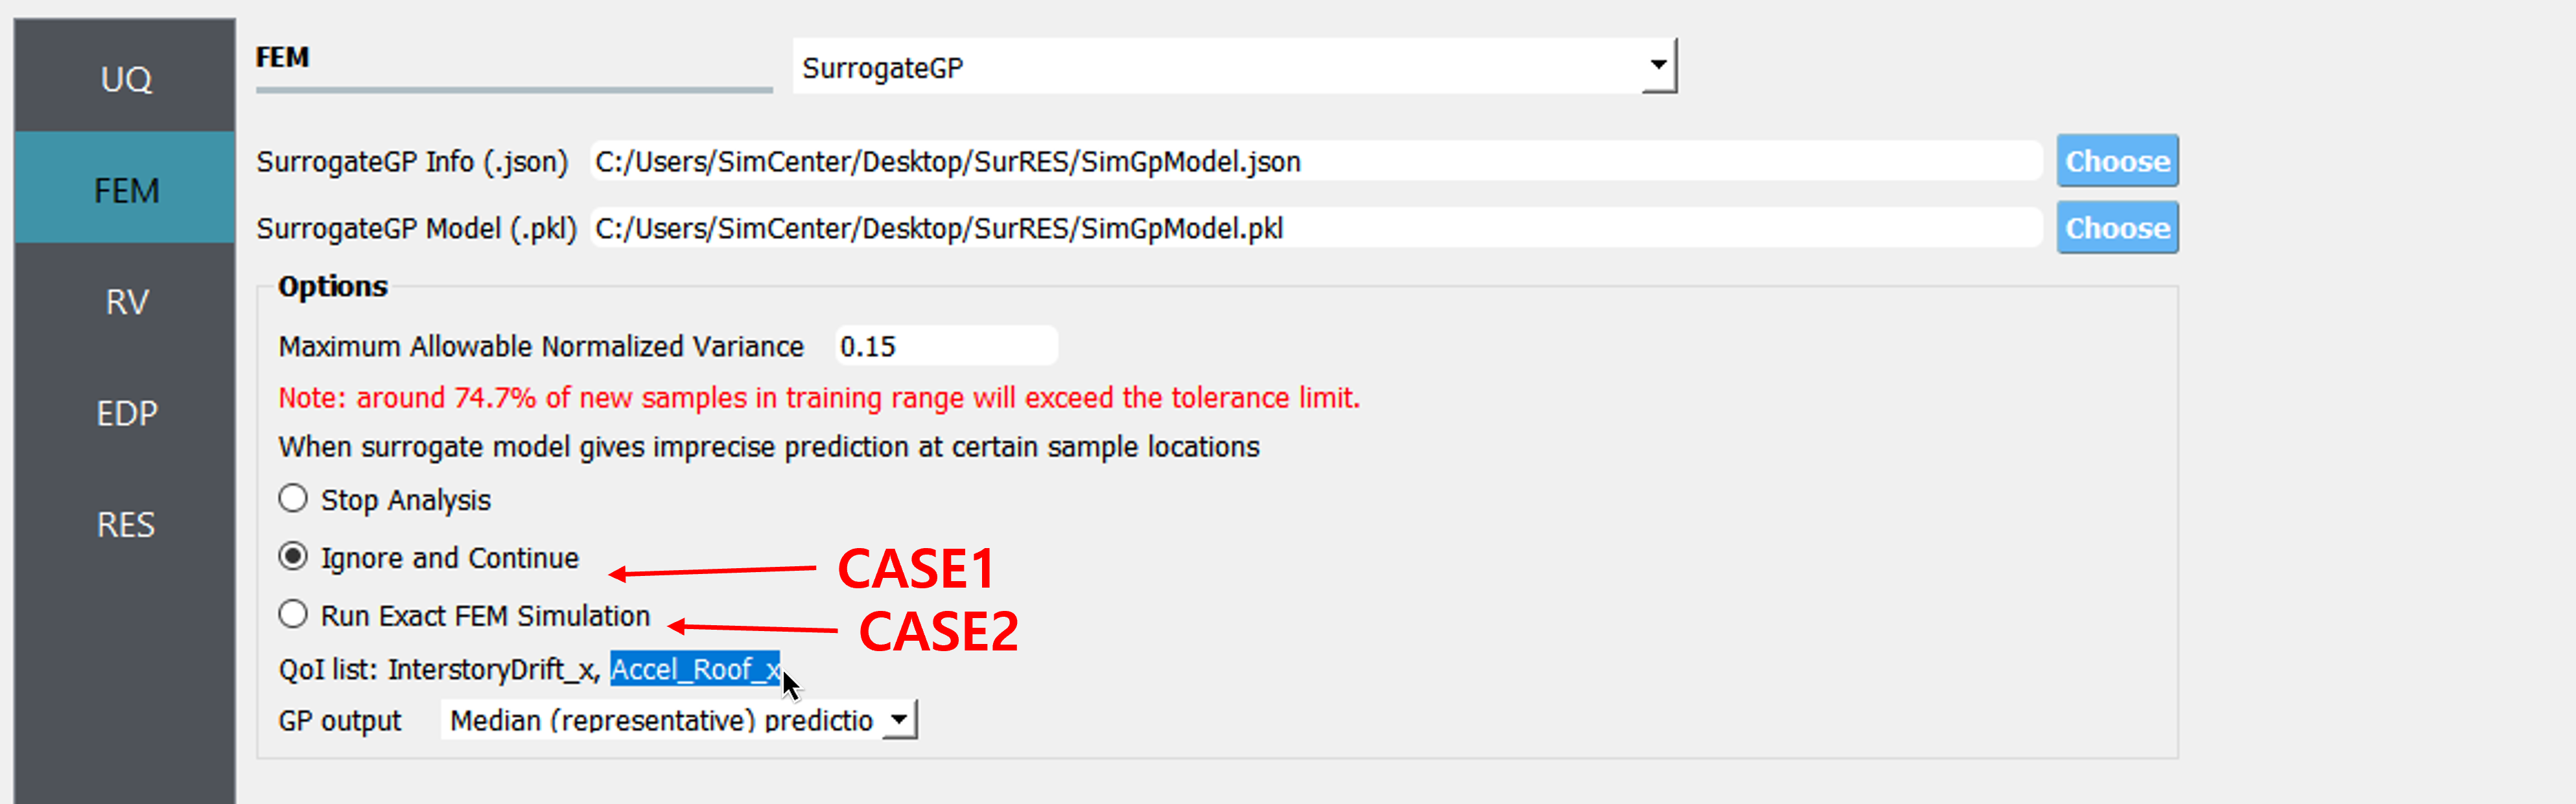 UQ
FEM
RV
EDP
RES
FEM
SurrogateGP
SurrogateGP Info (.json) C:/Users/SimCenter/Desktop/SurRES/SimGpModel.json Choose
SurrogateGP Model (.pkl) C:/Users/SimCenter/Desktop/SurRES/SimGpModel.pkl Choose
Options
Maximum Allowable Normalized Variance 0.15
Note: around 74.7% of new samples in training range will exceed the tolerance limit.
When surrogate model gives imprecise prediction at certain sample locations
Stop Analysis
Ignore and Continue
CASE1
Run Exact FEM Simulation
CASE2
QoI list: InterstoryDrift_x, Accel_Roof_x
GP output Median (representative) predictio